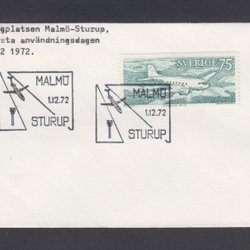 gplatsen Malmö-Sturup,
sta användningsdagen
2 1972.
SVERIGE 75
MALMÖ
1.12.72
STURUP
MALMÖ
1.12.72
STURUP